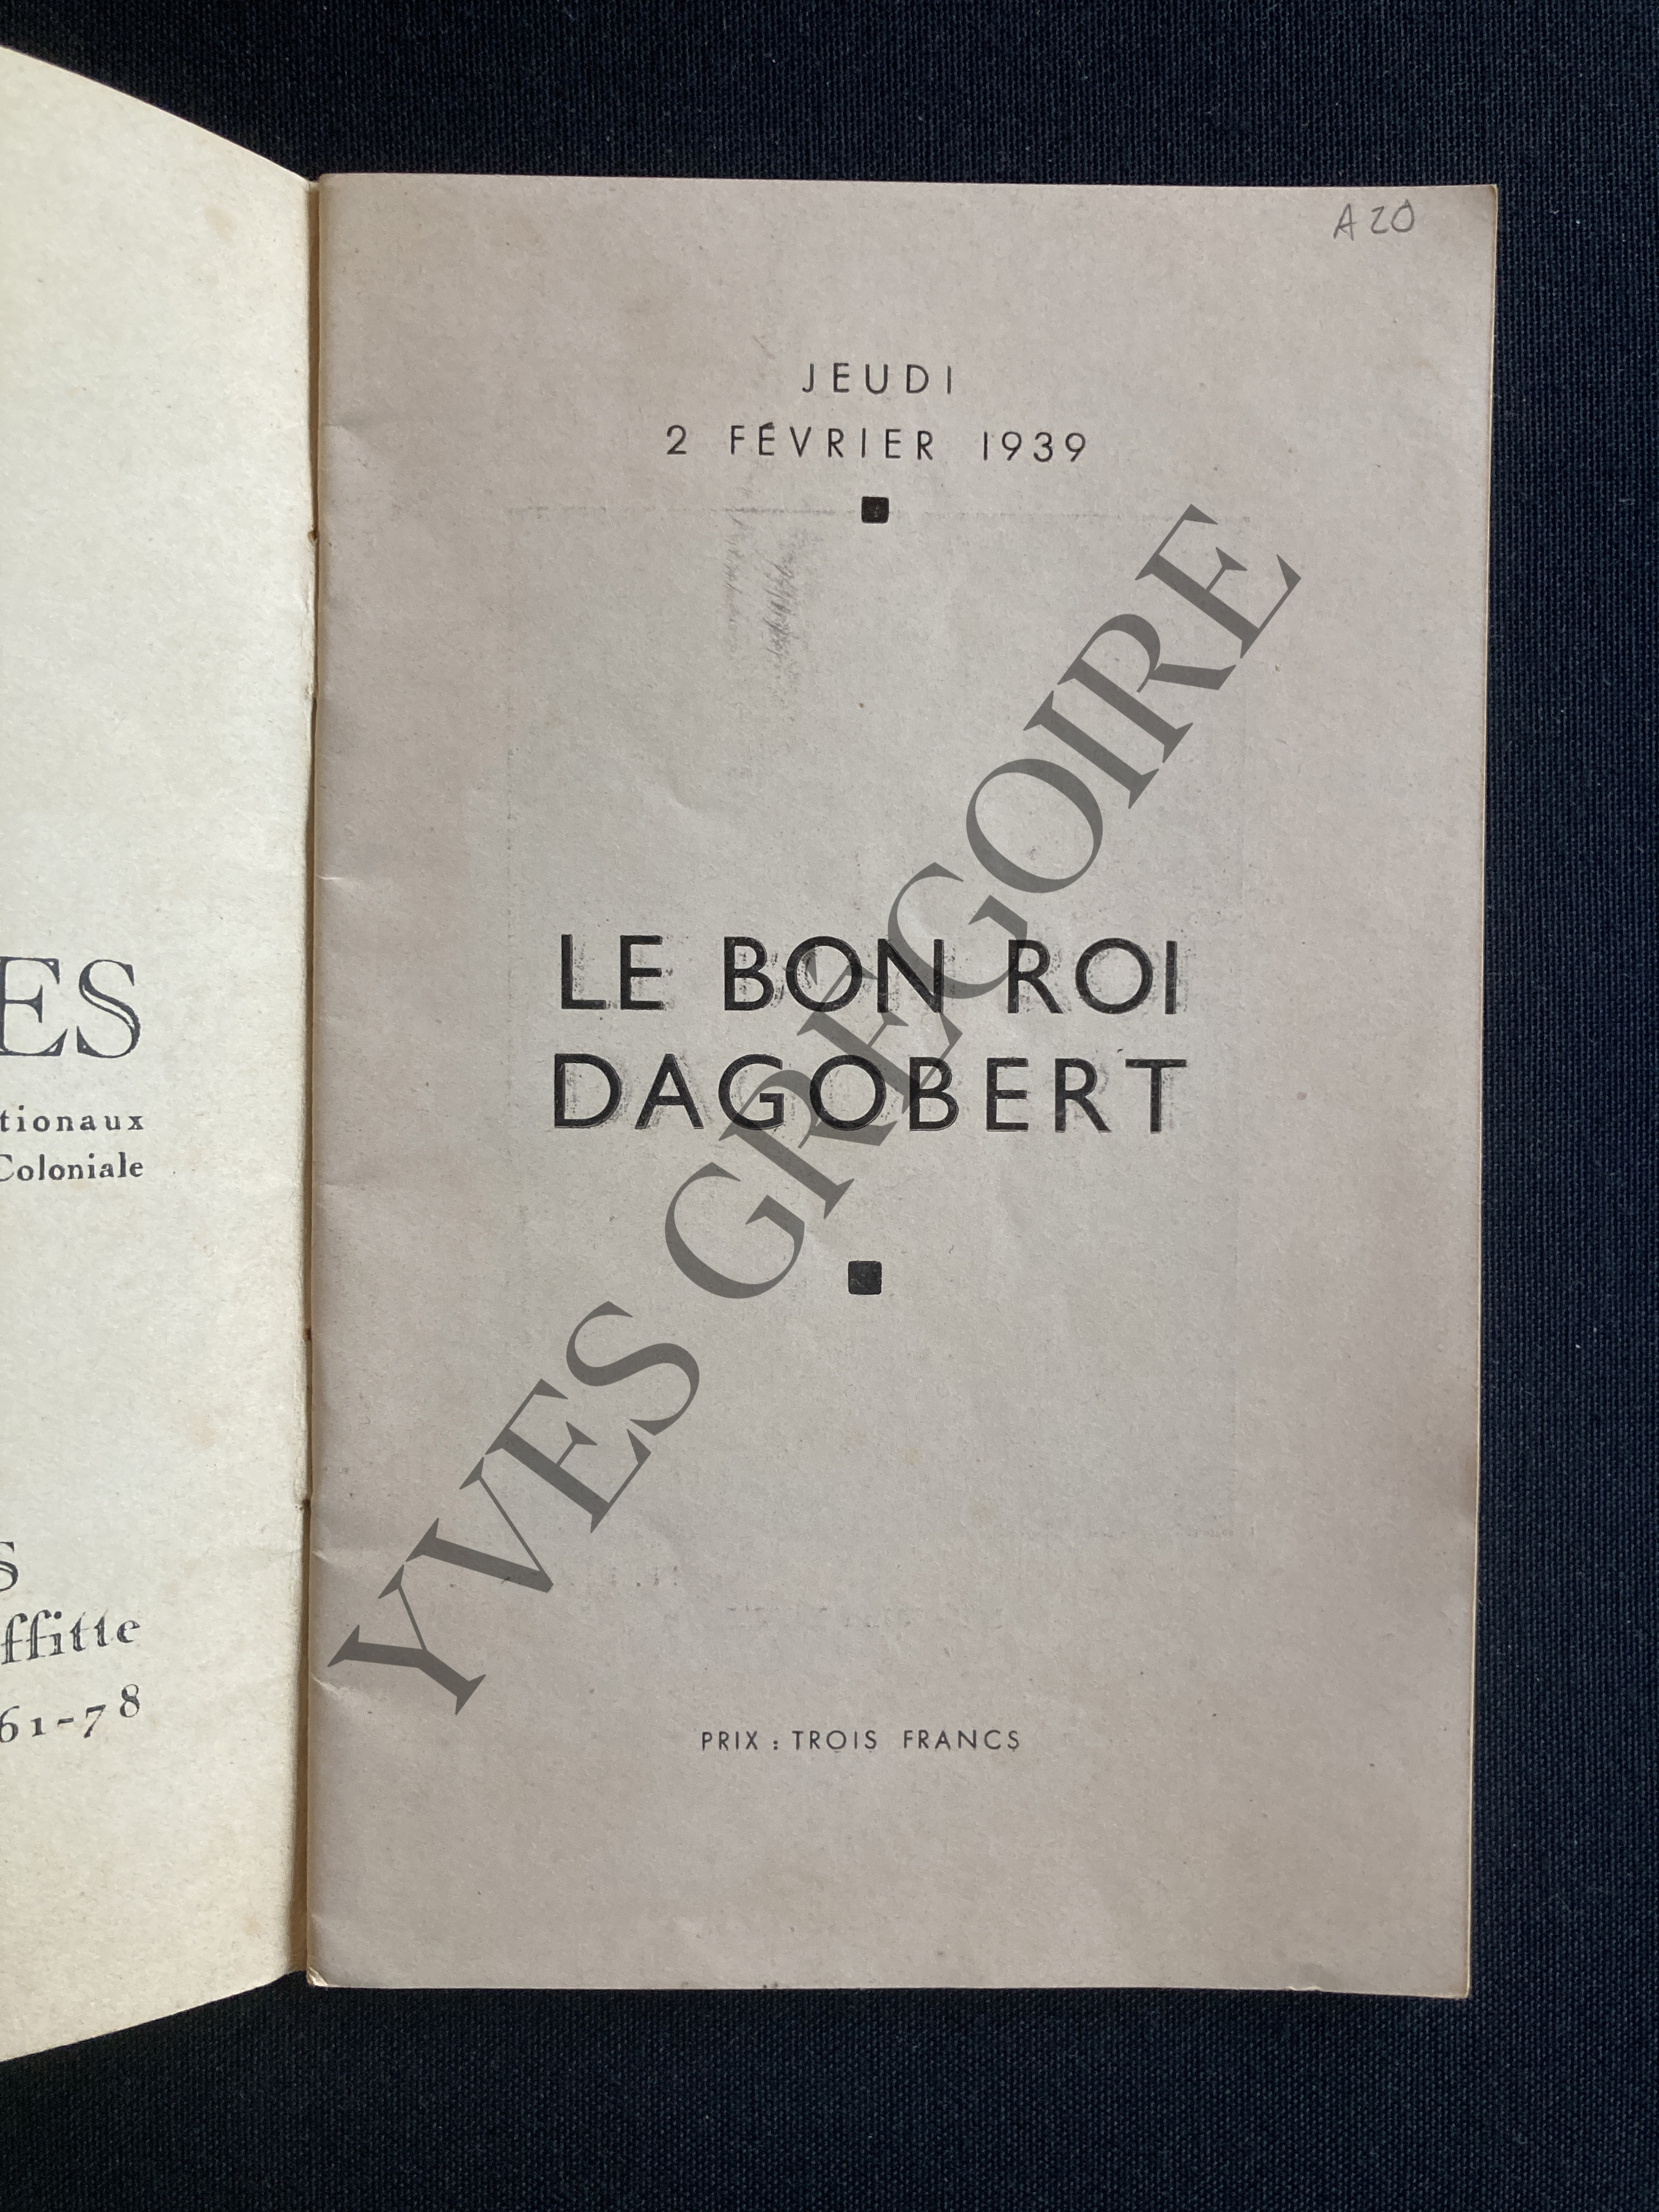 ES
tionaux
Coloniale
S
ffitte
61-78
A20
JEUDI
2 FÉVRIER 1939
LE BON ROI
DAGOBERT
PRIX : TROIS FRANCS
YVES GRÉGOIRE